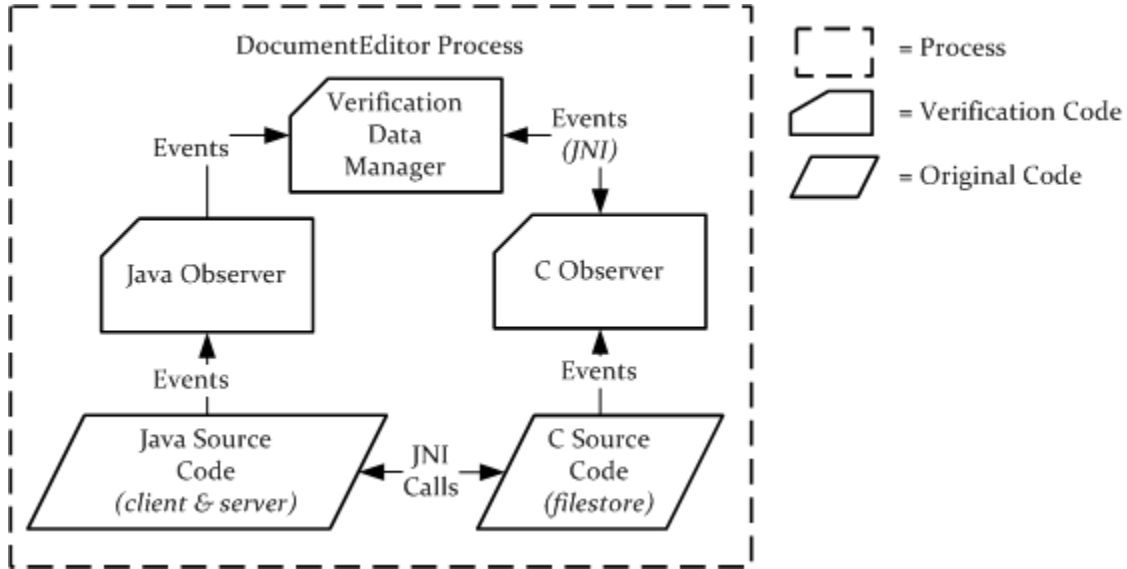 DocumentEditor Process
Verification
Data
Manager
Events
Events
(JNI)
Java Observer
C Observer
Events
Events
Java Source
Code
(client & server)
JNI
Calls
C Source
Code
(filestore)
= Process
= Verification Code
= Original Code